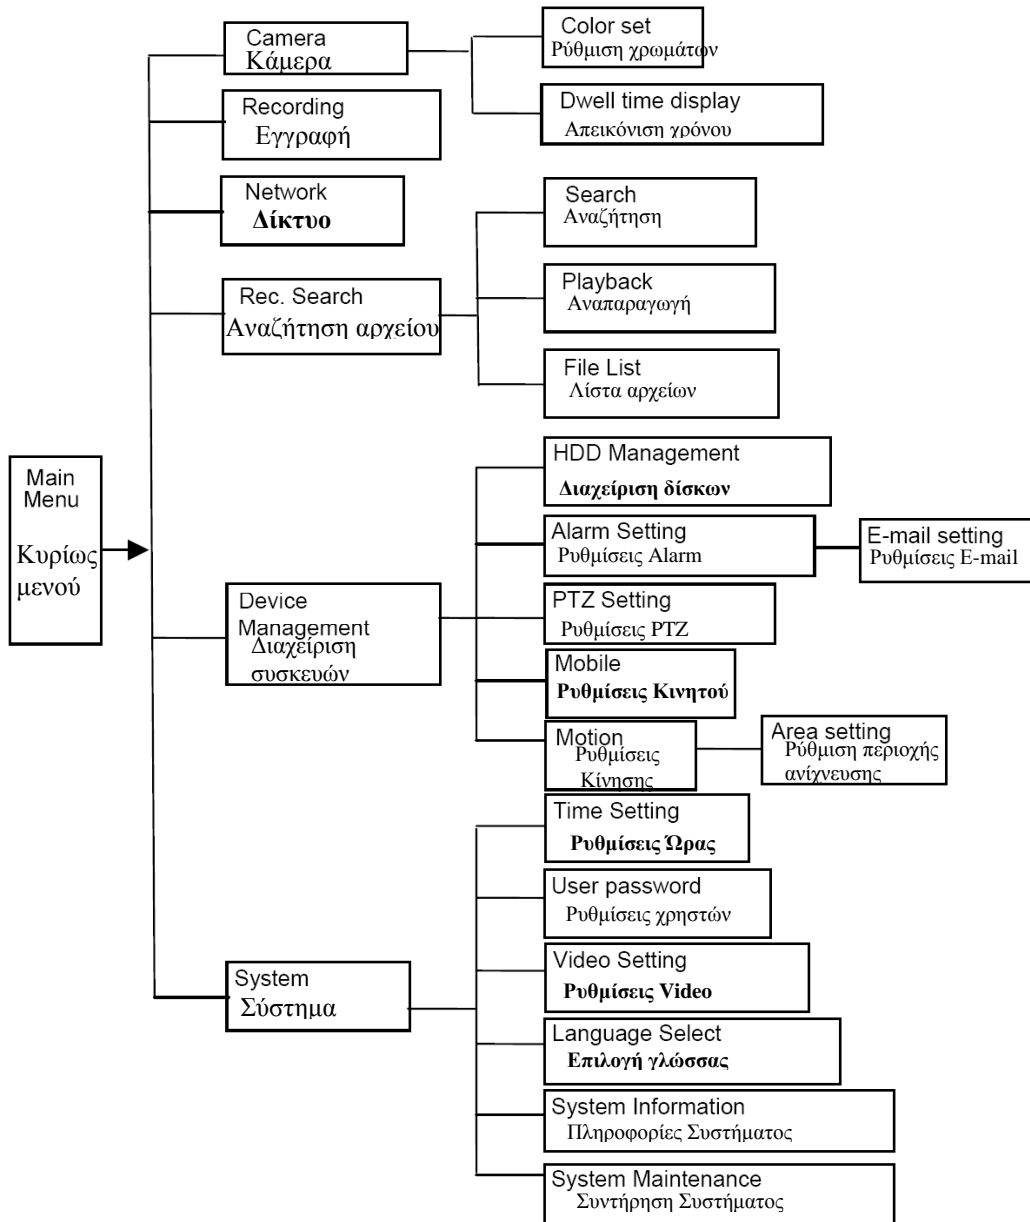 Main
Menu
Κυρίως
μενού
Camera
Κάμερα
Color set
Ρύθμιση χρωμάτων
Dwell time display
Απεικόνιση χρόνου
Recording
Εγγραφή
Network
Δίκτυο
Rec. Search
Αναζήτηση αρχείου
Search
Αναζήτηση
Playback
Αναπαραγωγή
File List
Λίστα αρχείων
Device
Management
Διαχείριση
συσκευών
HDD Management
Διαχείριση δίσκων
Alarm Setting
Ρυθμίσεις Alarm
E-mail setting
Ρυθμίσεις E-mail
PTZ Setting
Ρυθμίσεις PTZ
Mobile
Ρυθμίσεις Κινητού
Motion
Ρυθμίσεις
Κίνησης
Area setting
Ρύθμιση περιοχής
ανίχνευσης
System
Σύστημα
Time Setting
Ρυθμίσεις Ώρας
User password
Ρυθμίσεις χρηστών
Video Setting
Ρυθμίσεις Video
Language Select
Επιλογή γλώσσας
System Information
Πληροφορίες Συστήματος
System Maintenance
Συντήρηση Συστήματος